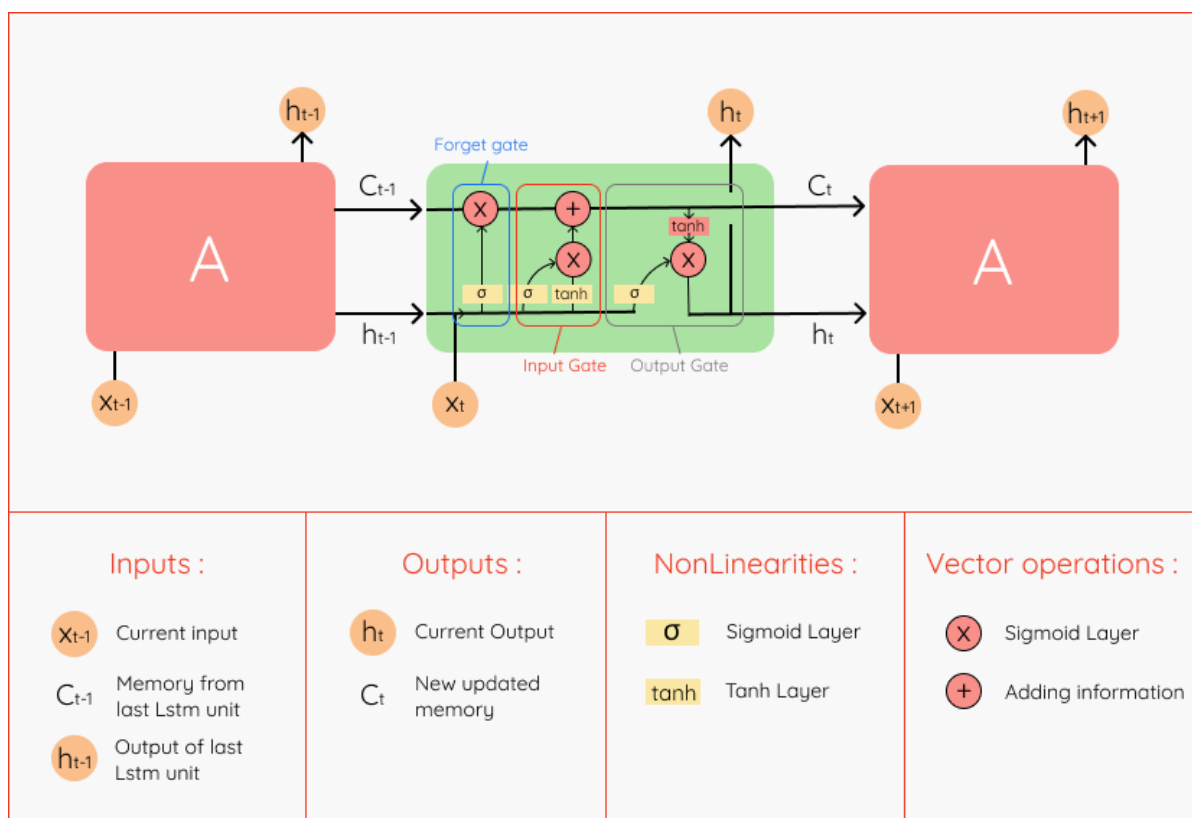 ht-1
ht
ht+1
Forget gate
Ct-1
Ct
A
x
+
tanh
A
x
x
σ
σ
tanh
σ
ht-1
ht
Input Gate
Output Gate
xt-1
xt
xt+1
Inputs :
xt-1 Current input
Ct-1 Memory from
last Lstm unit
ht-1 Output of last
Lstm unit
Outputs :
ht Current Output
Ct New updated
memory
NonLinearities :
σ Sigmoid Layer
tanh Tanh Layer
Vector operations :
x Sigmoid Layer
+ Adding information